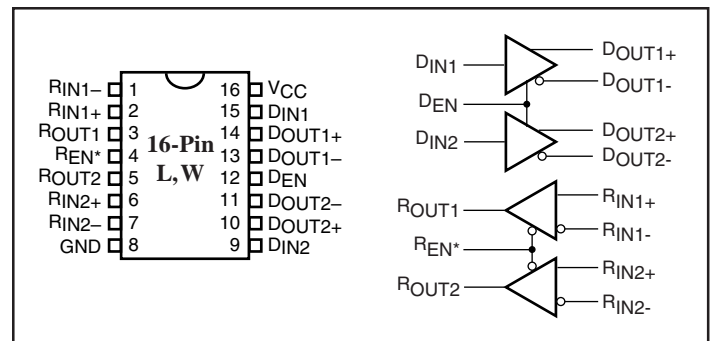 RIN1– 1 16 VCC
RIN1+ 2 15 DIN1
ROUT1 3 14 DOUT1+
REN* 4 13 DOUT1–
ROUT2 5 12 DEN
RIN2+ 6 11 DOUT2–
RIN2– 7 10 DOUT2+
GND 8 9 DIN2
16-Pin
L,W
DIN1 DOUT1+
DOUT1-
DEN
DIN2 DOUT2+
DOUT2-
ROUT1 RIN1+
RIN1-
REN*
ROUT2 RIN2+
RIN2-